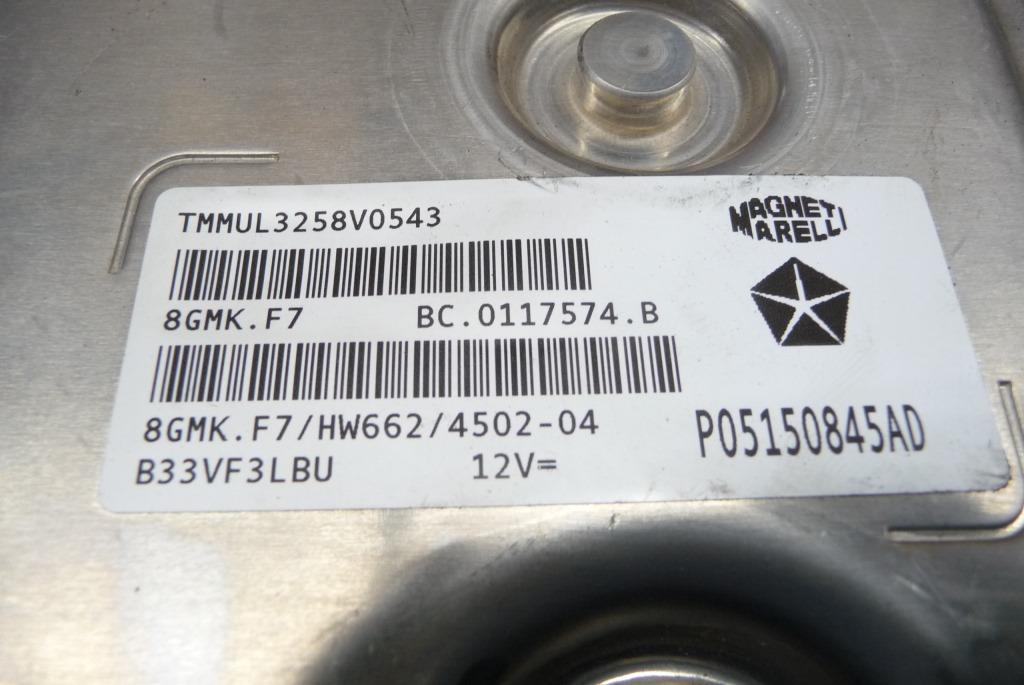 TMMUL3258V0543
MAGNETI
MARELLI
8GMK.F7 BC.0117574.B
8GMK.F7/HW662/4502-04
P05150845AD
B33VF3LBU 12V=